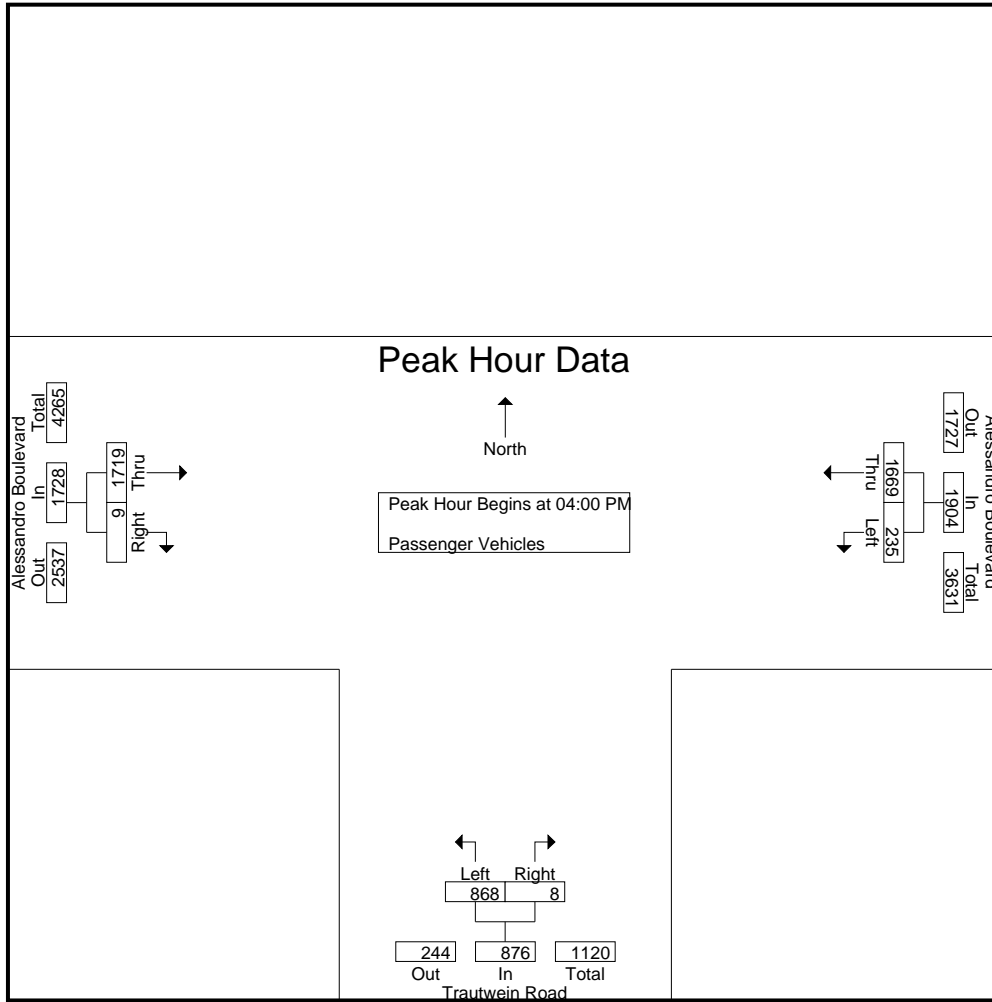 Peak Hour Data
North
Peak Hour Begins at 04:00 PM
Passenger Vehicles
Alessandro Boulevard
Total
4265
In
1728
Out
2537
1719
Thru
9
Right
Alessandro Boulevard
Out
1727
In
1904
Total
3631
1669
Thru
235
Left
Left Right
868 8
244 876 1120
Out In Total
Trautwein Road